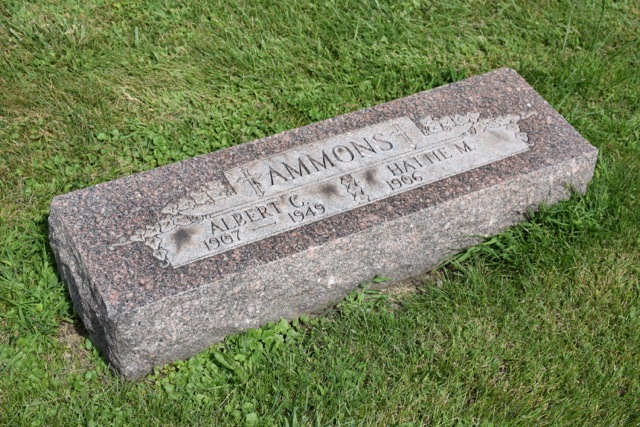 AMMONS
ALBERT C. HATTIE M.
1907 — 1949 1906